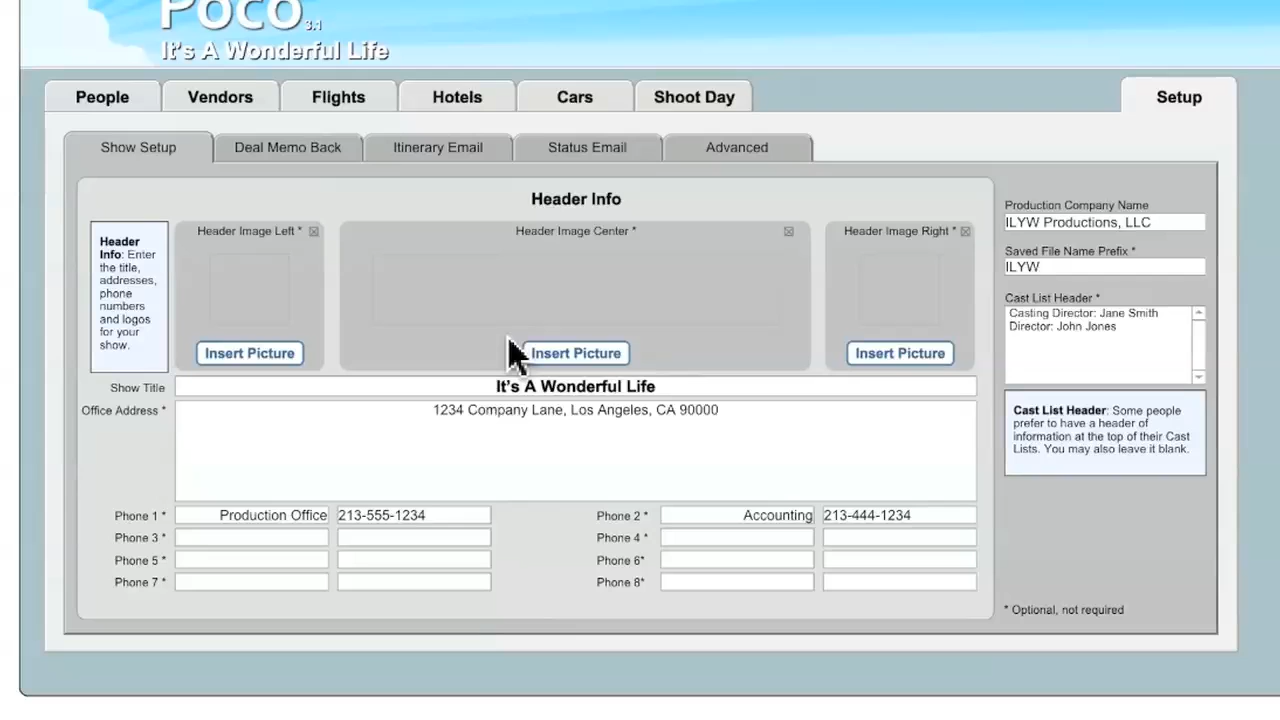 Poco 3.1
It's A Wonderful Life
People Vendors Flights Hotels Cars Shoot Day Setup
Show Setup Deal Memo Back Itinerary Email Status Email Advanced
Header Info
Header
Info: Enter
the title,
addresses,
phone
numbers
and logos
for your
show.
Header Image Left *
Insert Picture
Header Image Center *
Insert Picture
Header Image Right *
Insert Picture
Show Title It's A Wonderful Life
Office Address * 1234 Company Lane, Los Angeles, CA 90000
Phone 1 * Production Office 213-555-1234 Phone 2 * Accounting 213-444-1234
Phone 3 * Phone 4 *
Phone 5 * Phone 6*
Phone 7 * Phone 8*
Production Company Name
ILYW Productions, LLC
Saved File Name Prefix *
ILYW
Cast List Header *
Casting Director: Jane Smith
Director: John Jones
Cast List Header: Some people
prefer to have a header of
information at the top of their Cast
Lists. You may also leave it blank.
* Optional, not required